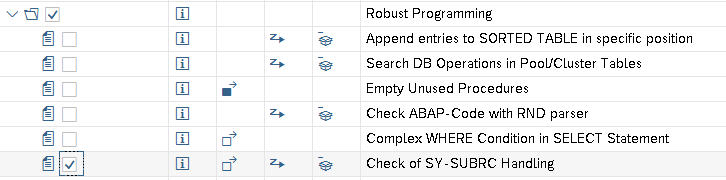 Robust Programming
Append entries to SORTED TABLE in specific position
Search DB Operations in Pool/Cluster Tables
Empty Unused Procedures
Check ABAP-Code with RND parser
Complex WHERE Condition in SELECT Statement
Check of SY-SUBRC Handling